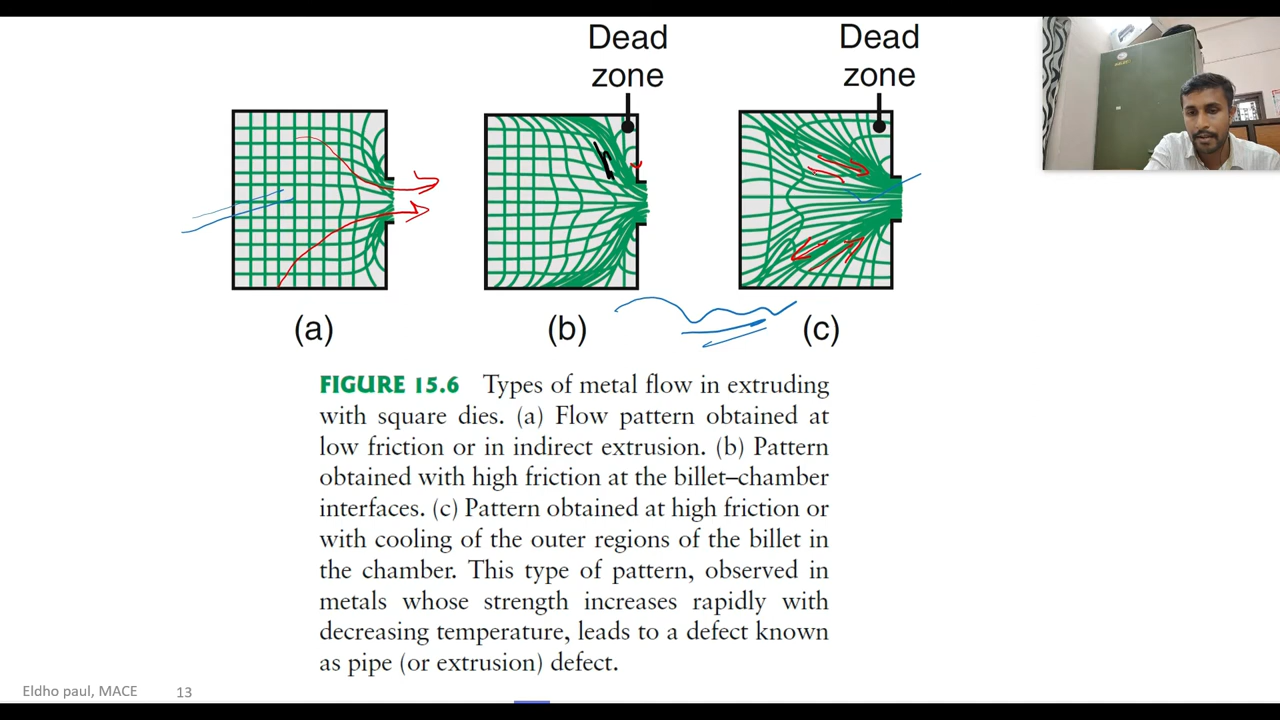 Dead
zone
Dead
zone
(a)
(b)
(c)
FIGURE 15.6 Types of metal flow in extruding
with square dies. (a) Flow pattern obtained at
low friction or in indirect extrusion. (b) Pattern
obtained with high friction at the billet–chamber
interfaces. (c) Pattern obtained at high friction or
with cooling of the outer regions of the billet in
the chamber. This type of pattern, observed in
metals whose strength increases rapidly with
decreasing temperature, leads to a defect known
as pipe (or extrusion) defect.
Eldho paul, MACE
13